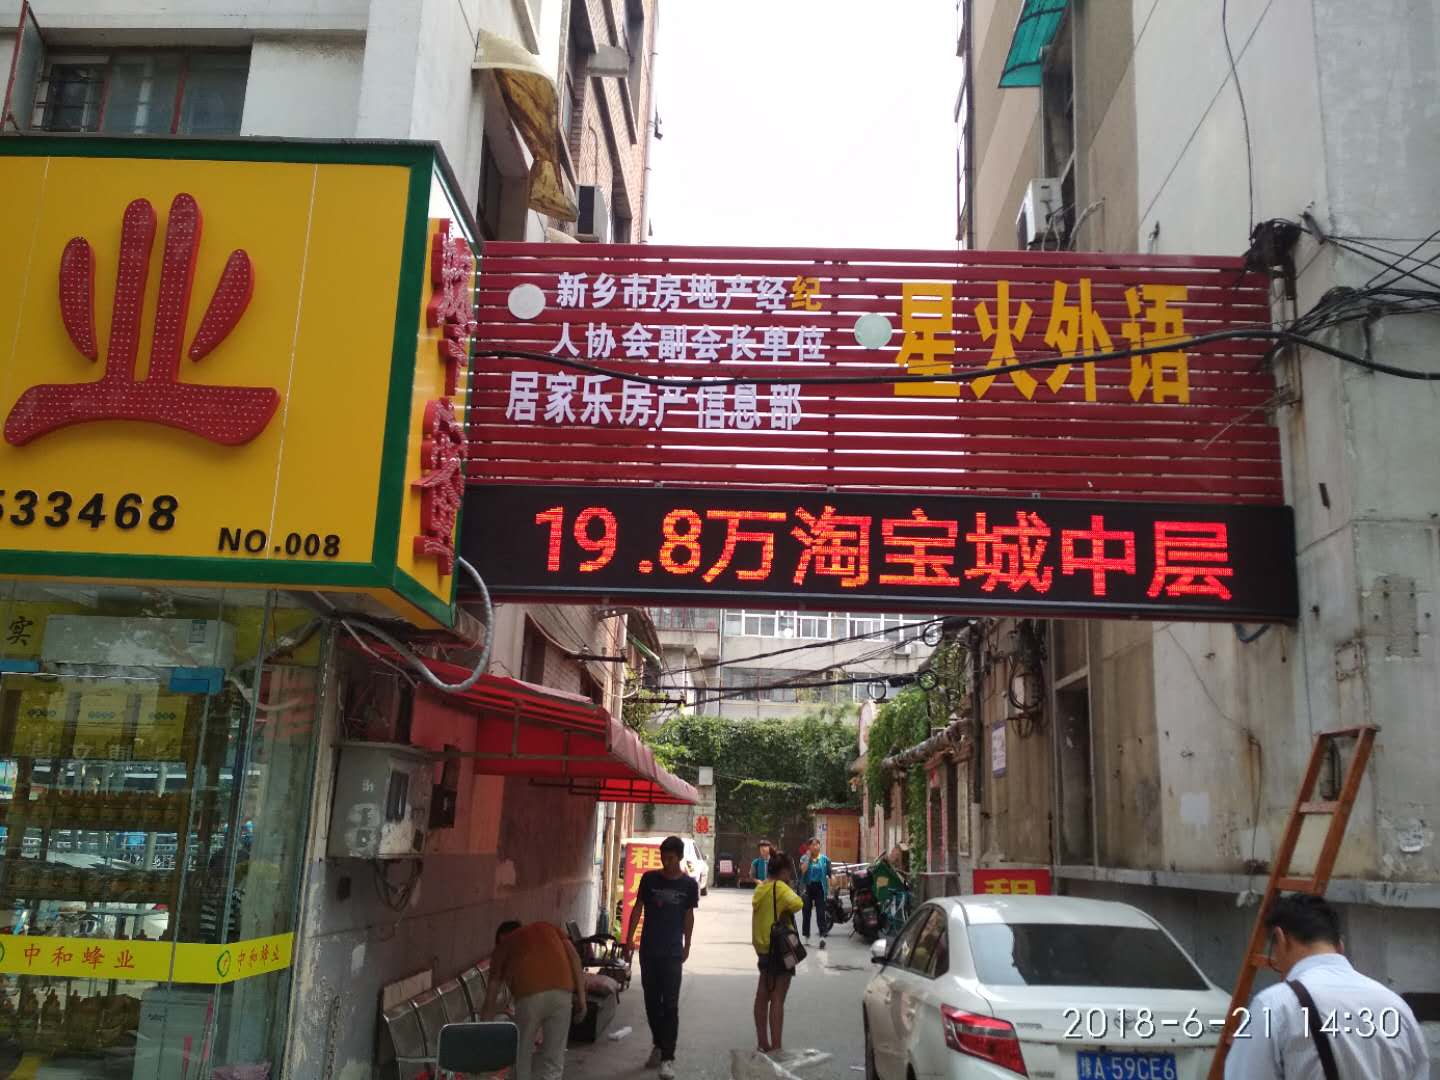 业
533468
NO.008
新乡市房地产经纪
人协会副会长单位
居家乐房产信息部
星火外语
19.8万淘宝城中层
中和蜂业
中和蜂业
租
租
豫A·59CE6
2018-6-21 14:30